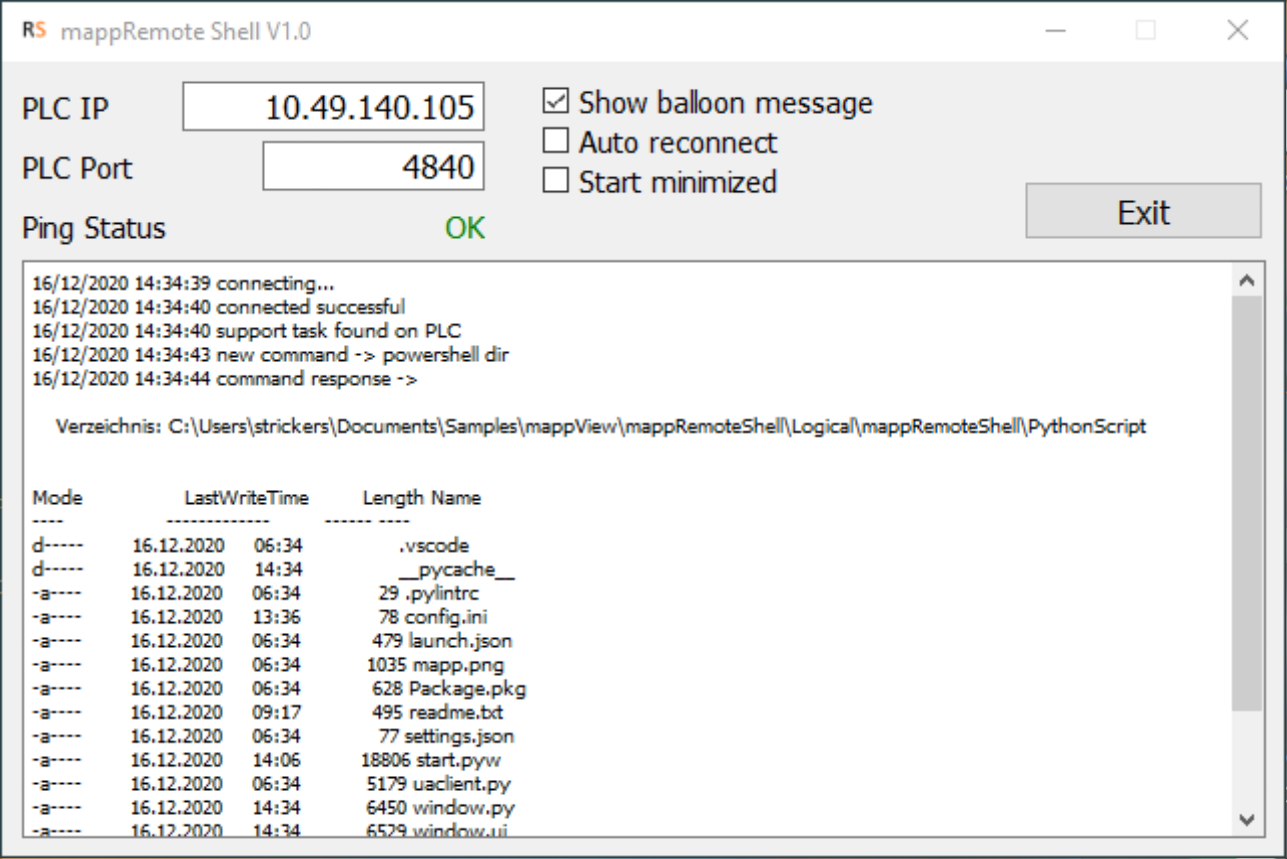 RS mappRemote Shell V1.0
PLC IP 10.49.140.105
Show balloon message
PLC Port 4840
Auto reconnect
Start minimized
Ping Status OK
Exit
16/12/2020 14:34:39 connecting...
16/12/2020 14:34:40 connected successful
16/12/2020 14:34:40 support task found on PLC
16/12/2020 14:34:43 new command -> powershell dir
16/12/2020 14:34:44 command response ->
Verzeichnis: C:\Users\strickers\Documents\Samples\mappView\mappRemoteShell\Logical\mappRemoteShell\PythonScript
Mode LastWriteTime Length Name
---- ------------- ------ ----
d----- 16.12.2020 06:34 .vscode
d----- 16.12.2020 14:34 __pycache__
-a---- 16.12.2020 06:34 29 .pylintrc
-a---- 16.12.2020 13:36 78 config.ini
-a---- 16.12.2020 06:34 479 launch.json
-a---- 16.12.2020 06:34 1035 mapp.png
-a---- 16.12.2020 06:34 628 Package.pkg
-a---- 16.12.2020 09:17 495 readme.txt
-a---- 16.12.2020 06:34 77 settings.json
-a---- 16.12.2020 14:06 18806 start.pyw
-a---- 16.12.2020 06:34 5179 uaclient.py
-a---- 16.12.2020 14:34 6450 window.py
-a---- 16.12.2020 14:34 6529 window.ui